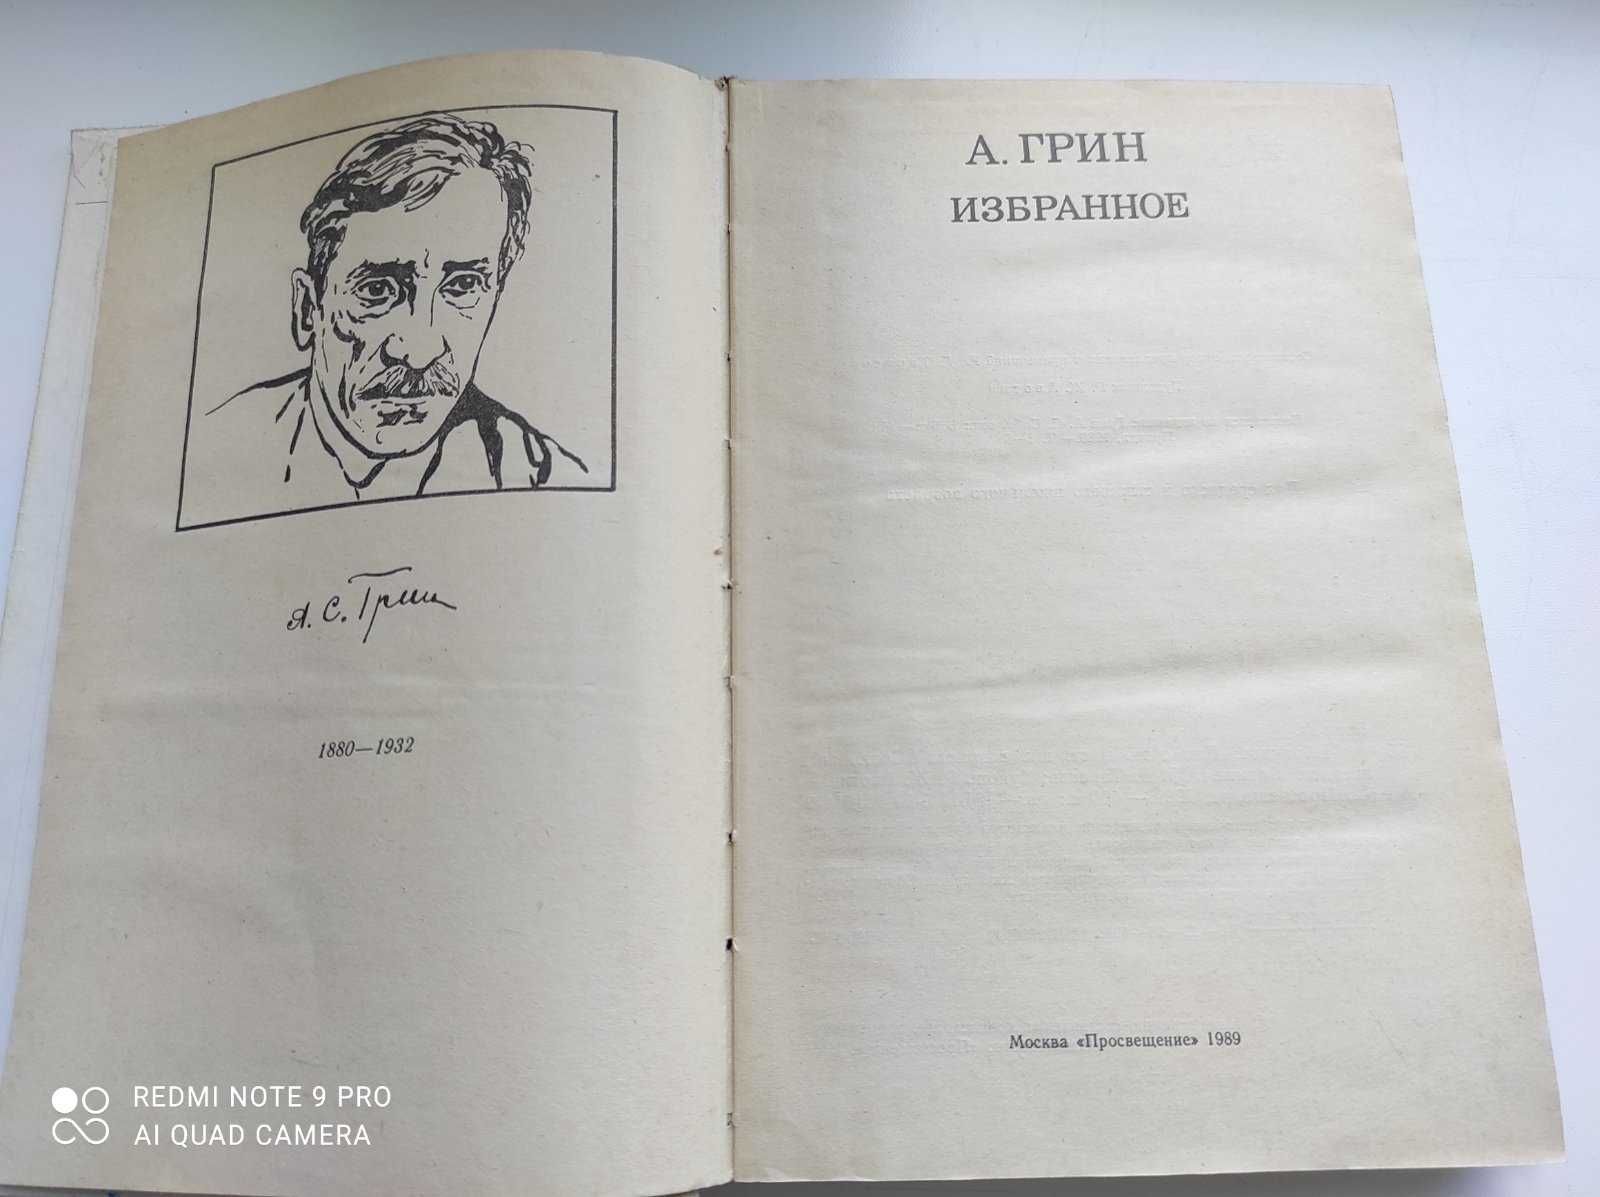 А. С. Грин
1880—1932
А. ГРИН
ИЗБРАННОЕ
Москва «Просвещение» 1989
REDMI NOTE 9 PRO
AI QUAD CAMERA